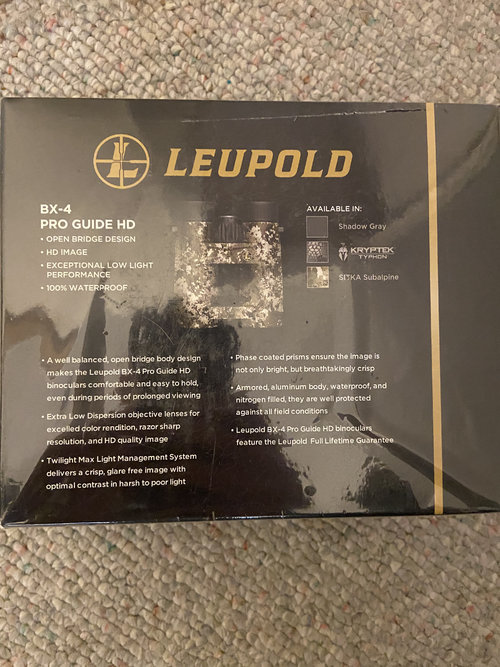 LEUPOLD
BX-4
PRO GUIDE HD
• OPEN BRIDGE DESIGN
• HD IMAGE
• EXCEPTIONAL LOW LIGHT
PERFORMANCE
• 100% WATERPROOF
AVAILABLE IN:
Shadow Gray
KRYPTEK
TYPHON
SITKA Subalpine
• A well balanced, open bridge body design
makes the Leupold BX-4 Pro Guide HD
binoculars comfortable and easy to hold,
even during periods of prolonged viewing
• Extra Low Dispersion objective lenses for
excelled color rendition, razor sharp
resolution, and HD quality image
• Twilight Max Light Management System
delivers a crisp, glare free image with
optimal contrast in harsh to poor light
• Phase coated prisms ensure the image is
not only bright, but breathtakingly crisp
• Armored, aluminum body, waterproof, and
nitrogen filled, they are well protected
against all field conditions
• Leupold BX-4 Pro Guide HD binoculars
feature the Leupold Full Lifetime Guarantee